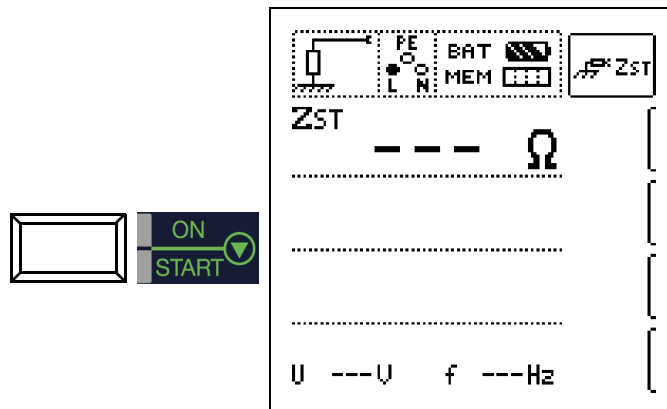 PE
L N
BAT
MEM
ZST
ZST
--- Ω
ON
START
U ---V f ---Hz